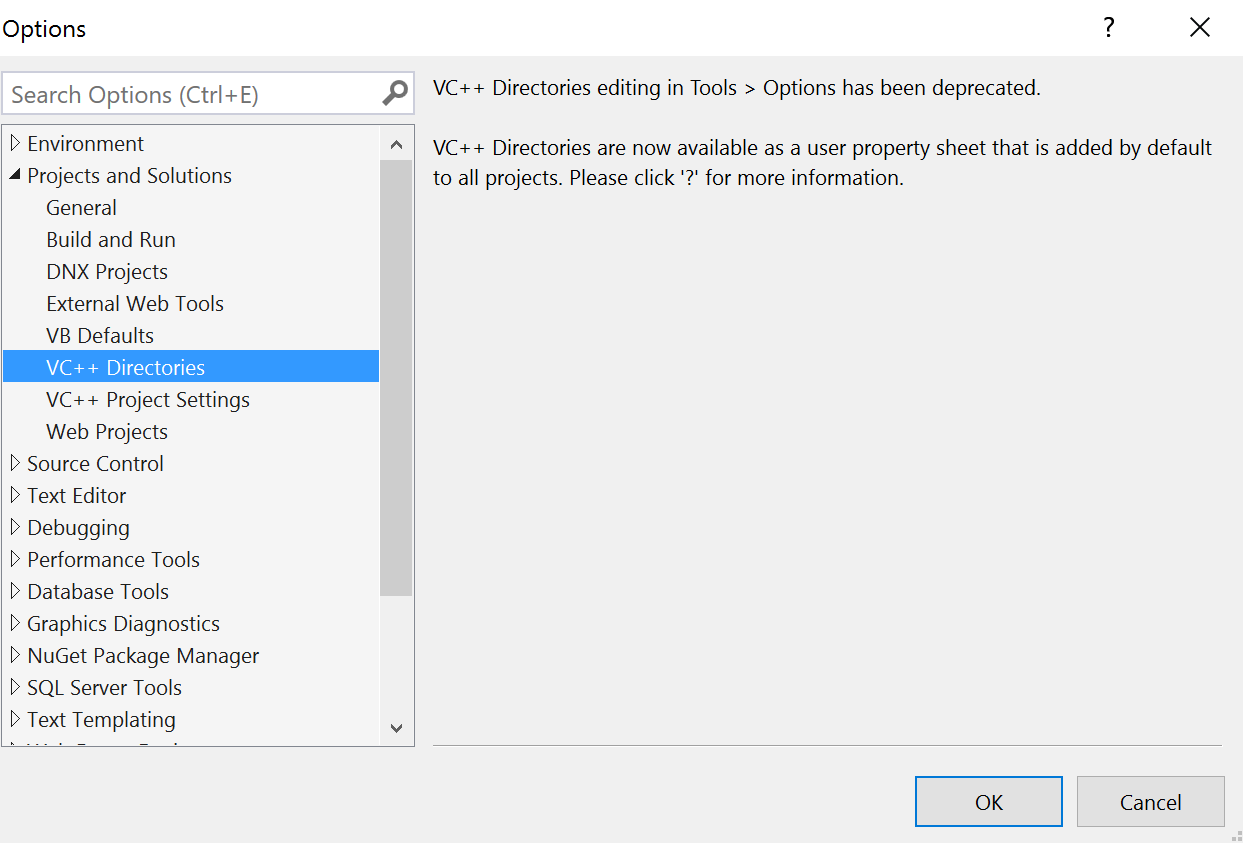 Options
?
Search Options (Ctrl+E)
Environment
Projects and Solutions
General
Build and Run
DNX Projects
External Web Tools
VB Defaults
VC++ Directories
VC++ Project Settings
Web Projects
Source Control
Text Editor
Debugging
Performance Tools
Database Tools
Graphics Diagnostics
NuGet Package Manager
SQL Server Tools
Text Templating
VC++ Directories editing in Tools > Options has been deprecated.
VC++ Directories are now available as a user property sheet that is added by default
to all projects. Please click '?' for more information.
OK
Cancel